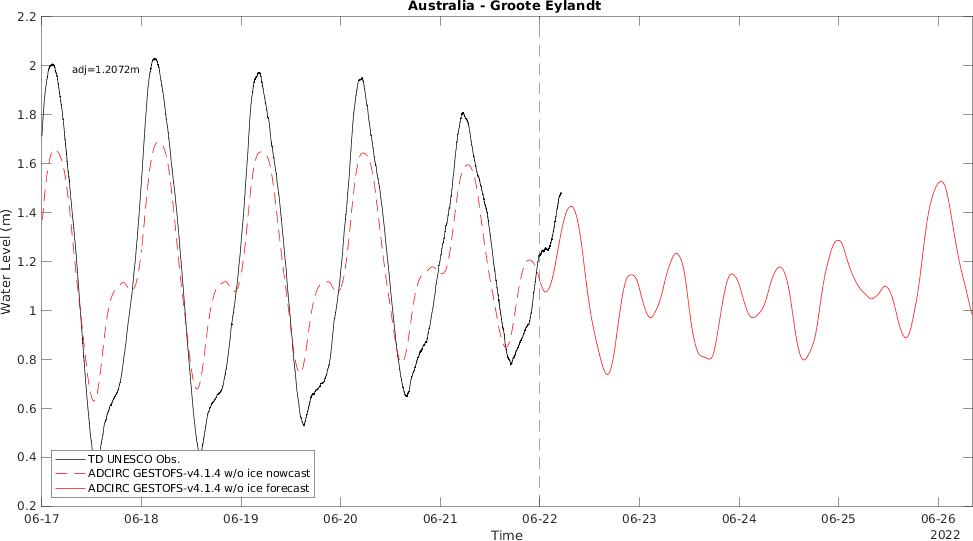 Australia - Groote Eylandt
adj=1.2072m
2.2
2
1.8
1.6
1.4
1.2
1
0.8
0.6
0.4
0.2
Water Level (m)
TD UNESCO Obs.
ADCIRC GESTOFS-v4.1.4 w/o ice nowcast
ADCIRC GESTOFS-v4.1.4 w/o ice forecast
06-17 06-18 06-19 06-20 06-21 06-22 06-23 06-24 06-25 06-26
Time
2022